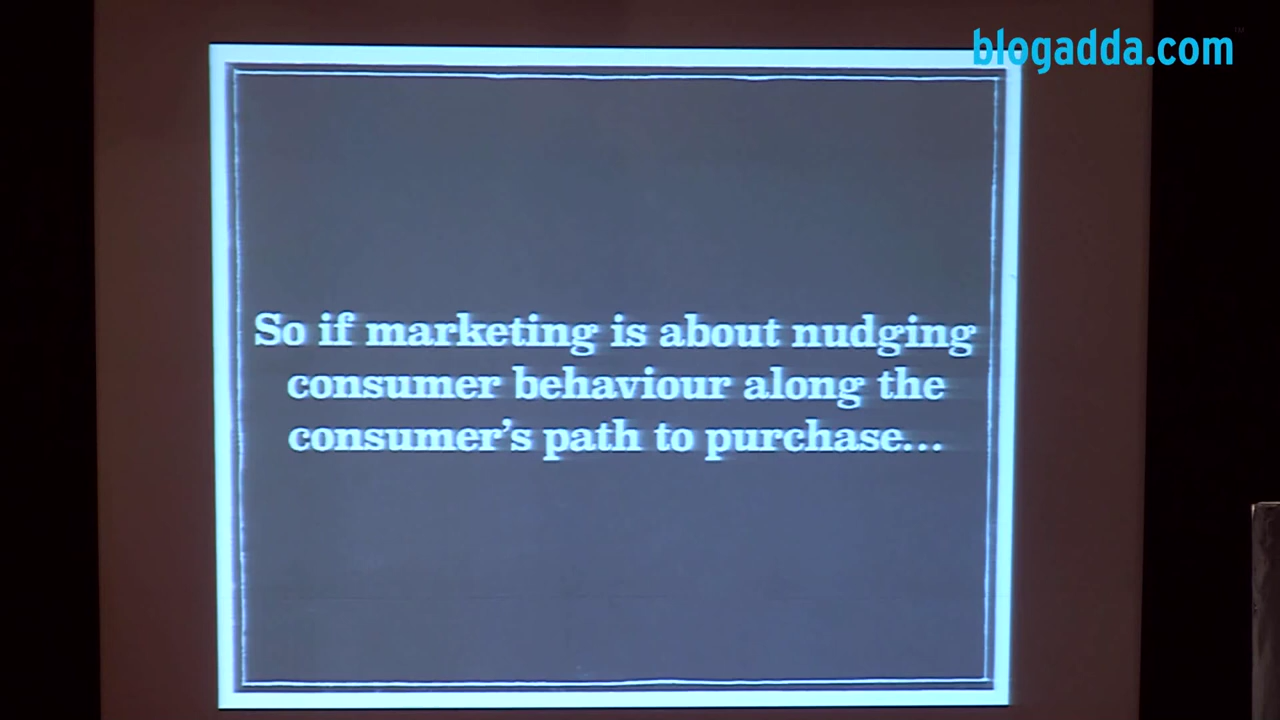 blogadda.com
So if marketing is about nudging
consumer behaviour along the
consumer's path to purchase...